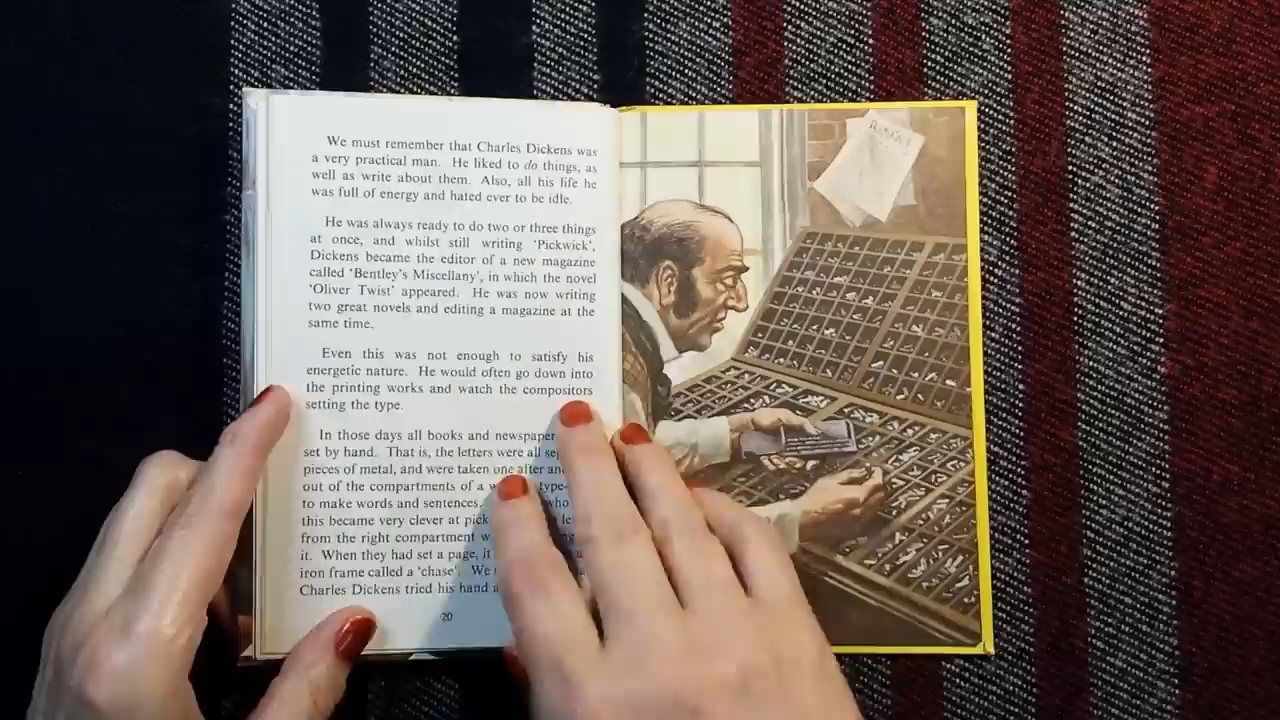 We must remember that Charles Dickens was
a very practical man. He liked to do things, as
well as write about them. Also, all his life he
was full of energy and hated ever to be idle.
He was always ready to do two or three things
at once, and whilst still writing 'Pickwick',
Dickens became the editor of a new magazine
called 'Bentley's Miscellany', in which the novel
'Oliver Twist' appeared. He was now writing
two great novels and editing a magazine at the
same time.
Even this was not enough to satisfy his
energetic nature. He would often go down into
the printing works and watch the compositors
setting the type.
In those days all books and newspaper
set by hand. That is, the letters were all
pieces of metal, and were taken one after
out of the compartments of a type-
to make words and sentences.
this became very clever at
from the right compartment
it. When they had set a page, it
iron frame called a 'chase'. We
Charles Dickens tried his hand
20